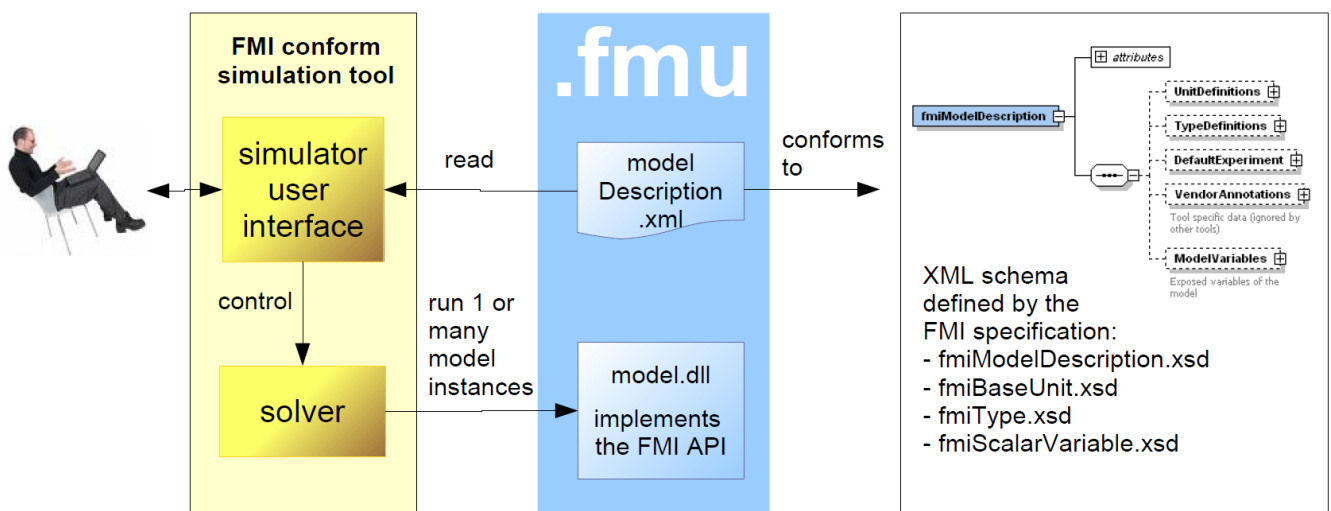 FMI conform
simulation tool
simulator
user
interface
control
solver
read
run 1 or
many
model
instances
.fmu
model
Description
.xml
model.dll
implements
the FMI API
conforms
to
attributes
fmiModelDescription
UnitDefinitions
TypeDefinitions
DefaultExperiment
VendorAnnotations
Tool specific data (ignored by
other tools)
ModelVariables
Exposed variables of the
model
XML schema
defined by the
FMI specification:
- fmiModelDescription.xsd
- fmiBaseUnit.xsd
- fmiType.xsd
- fmiScalarVariable.xsd